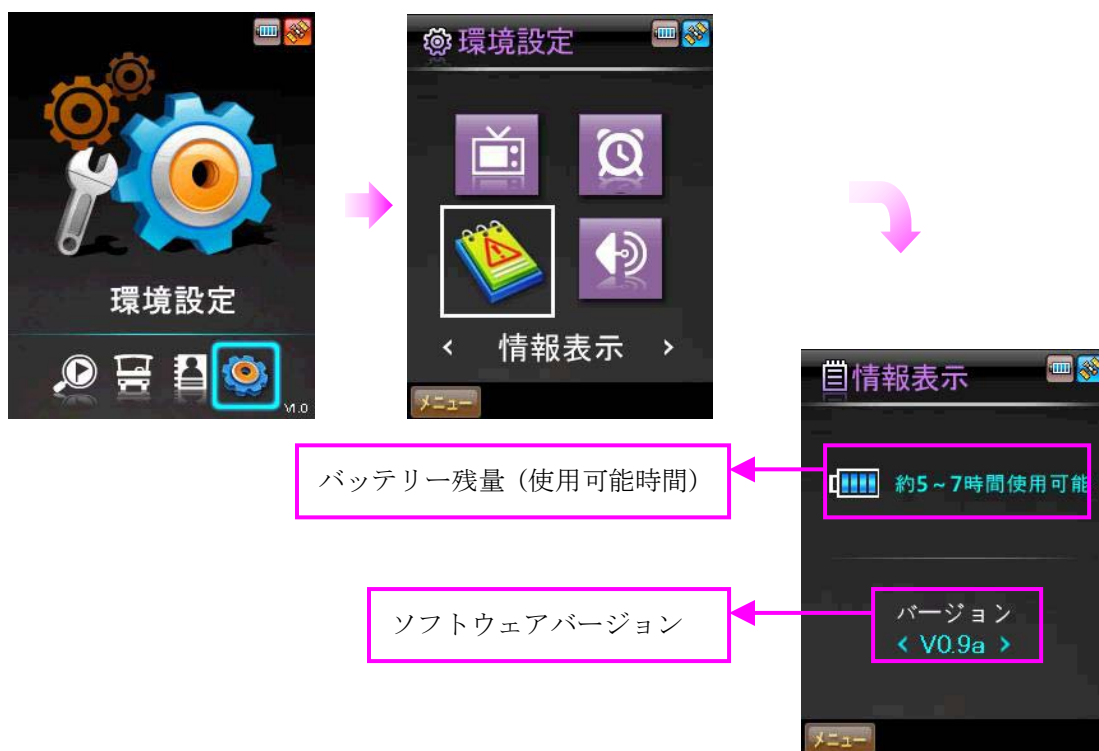 環境設定
V1.0
環境設定
< 情報表示 >
メニュー
情報表示
約5~7時間使用可能
バージョン
< V0.9a >
メニュー
バッテリー残量 (使用可能時間)
ソフトウェアバージョン